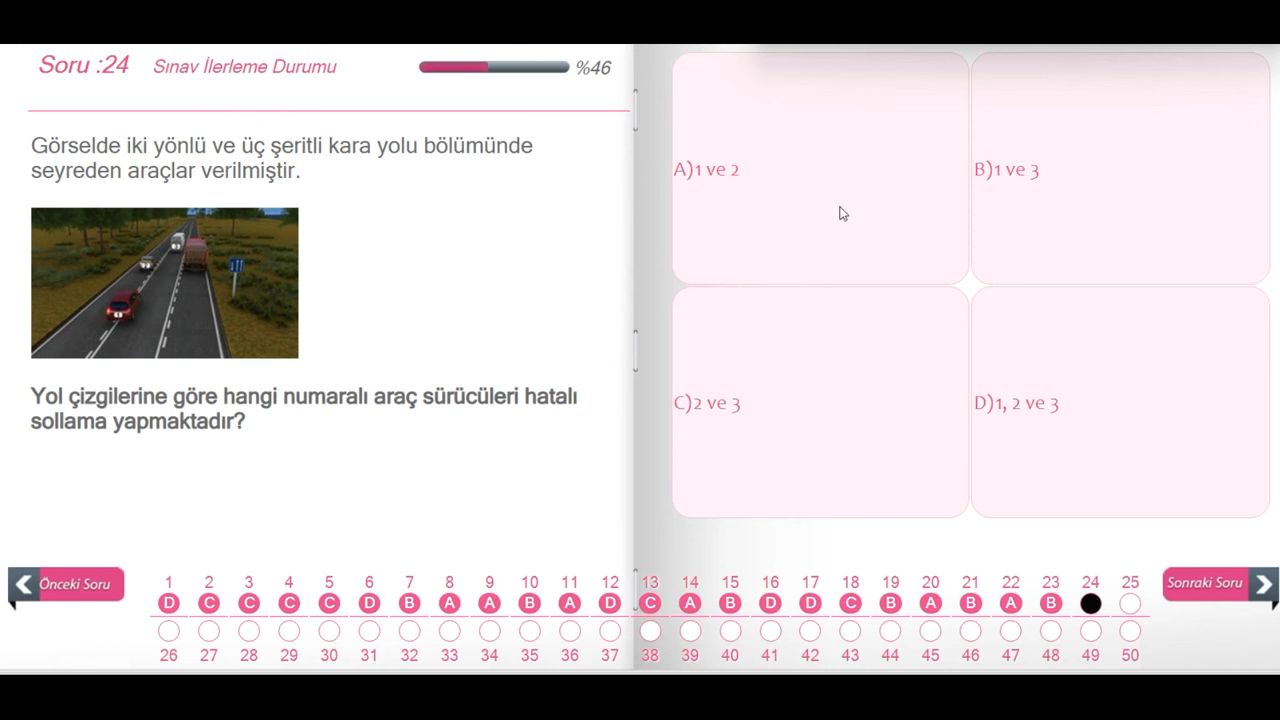 Soru :24 Sınav İlerleme Durumu %46
Görselde iki yönlü ve üç şeritli kara yolu bölümünde
seyreden araçlar verilmiştir.
Yol çizgilerine göre hangi numaralı araç sürücüleri hatalı
sollama yapmaktadır?
A)1 ve 2
B)1 ve 3
C)2 ve 3
D)1, 2 ve 3
Önceki Soru
1 2 3 4 5 6 7 8 9 10 11 12 13 14 15 16 17 18 19 20 21 22 23 24 25
D C C C C D B A A B A D C A B D D C B A B A B
26 27 28 29 30 31 32 33 34 35 36 37 38 39 40 41 42 43 44 45 46 47 48 49 50
Sonraki Soru